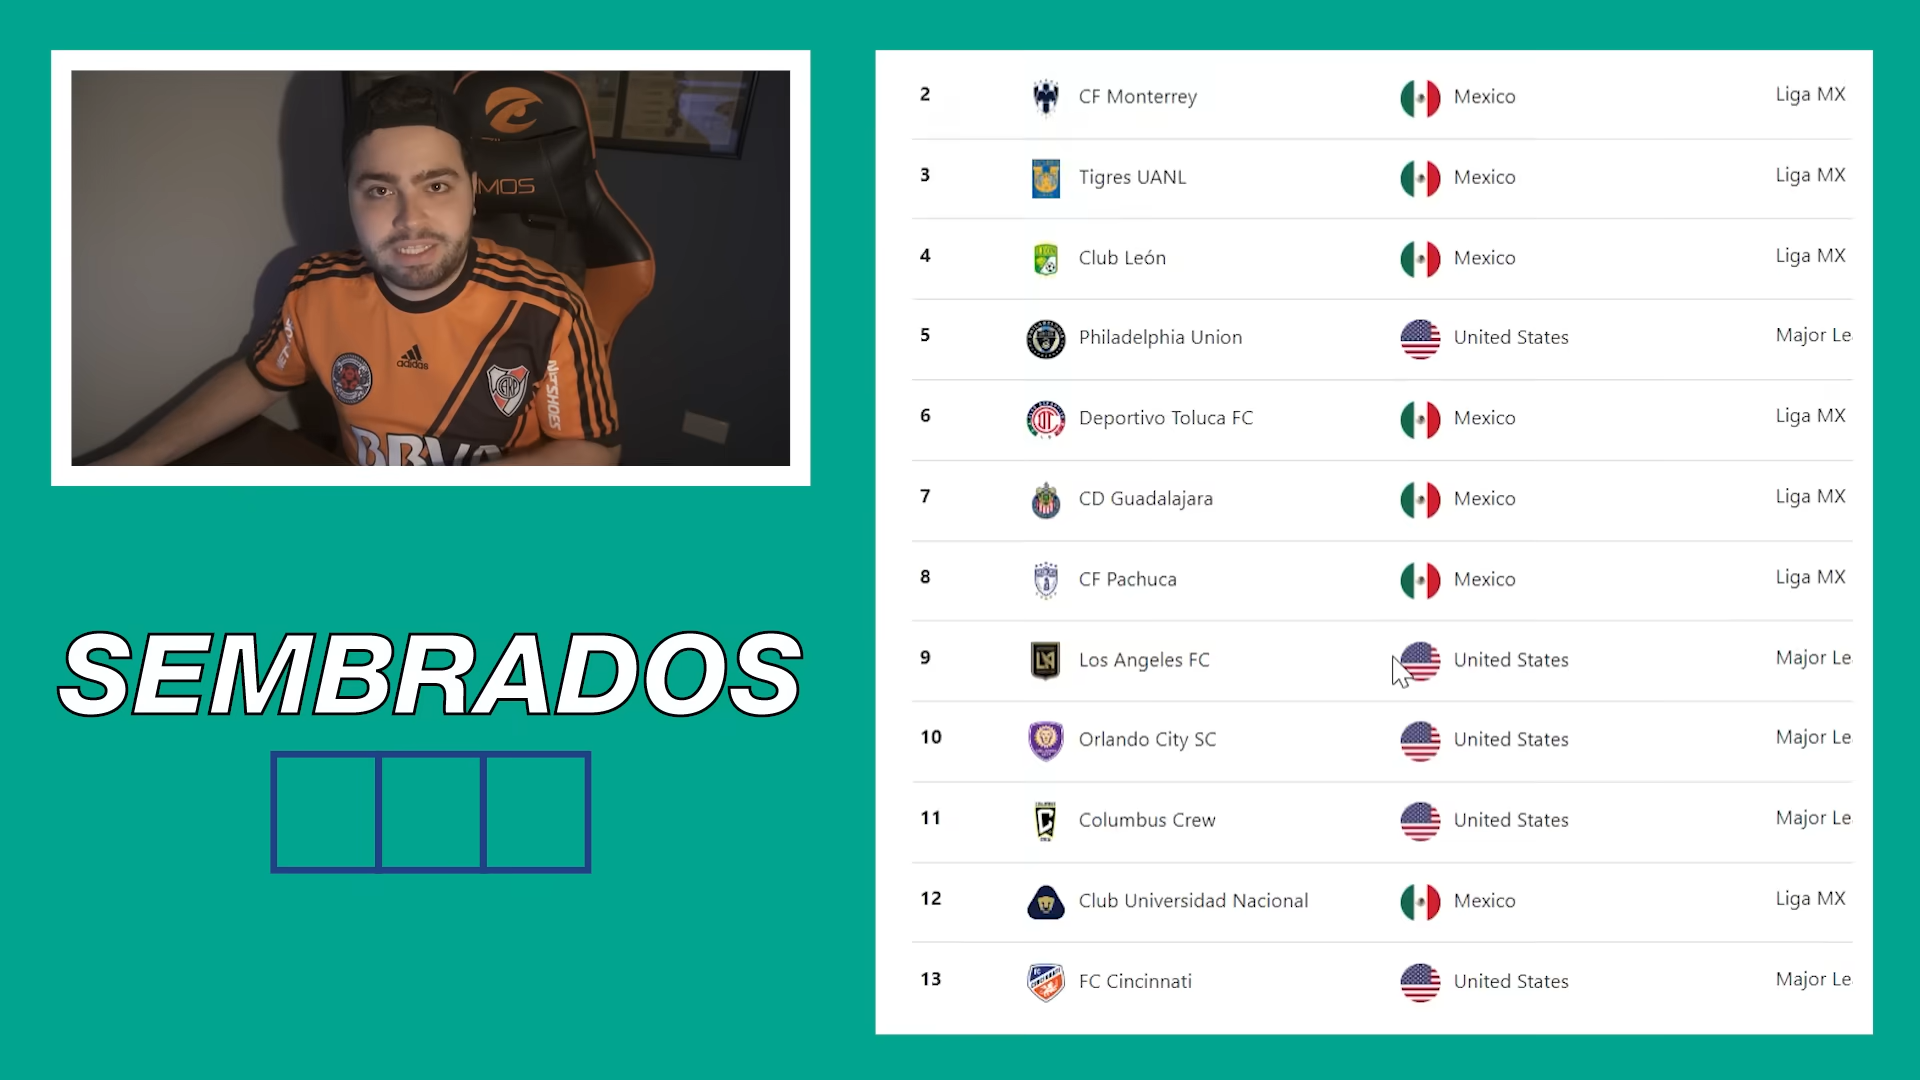 MOS
adidas
NETSHOES
BBVA
SEMBRADOS
2 CF Monterrey Mexico Liga MX
3 Tigres UANL Mexico Liga MX
4 Club León Mexico Liga MX
5 Philadelphia Union United States Major Le
6 Deportivo Toluca FC Mexico Liga MX
7 CD Guadalajara Mexico Liga MX
8 CF Pachuca Mexico Liga MX
9 Los Angeles FC United States Major Le
10 Orlando City SC United States Major Le
11 Columbus Crew United States Major Le
12 Club Universidad Nacional Mexico Liga MX
13 FC Cincinnati United States Major Le